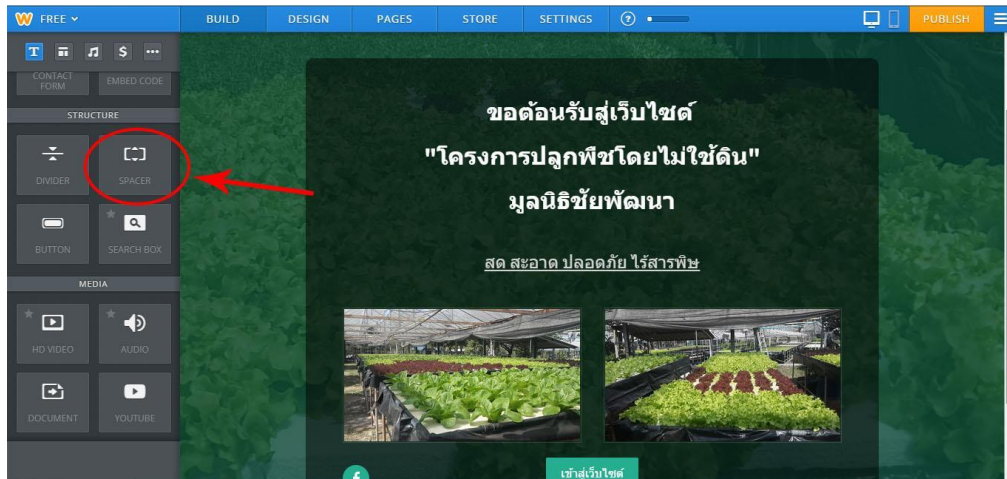 FREE
BUILD
DESIGN
PAGES
STORE
SETTINGS
?
PUBLISH
T
$
CONTACT FORM
EMBED CODE
STRUCTURE
DIVIDER
SPACER
BUTTON
SEARCH BOX
MEDIA
HD VIDEO
AUDIO
DOCUMENT
YOUTUBE
ขอต้อนรับสู่เว็บไซต์
"โครงการปลูกพืชโดยไม่ใช้ดิน"
มูลนิธิชัยพัฒนา
สด สะอาด ปลอดภัย ไร้สารพิษ
เข้าสู่เว็บไซต์